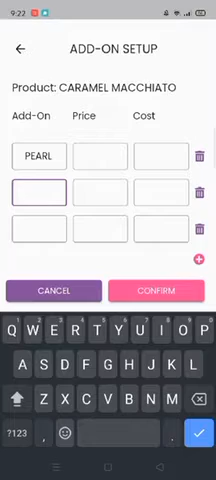 9:22
ADD-ON SETUP
Product: CARAMEL MACCHIATO
Add-On Price Cost
PEARL
CANCEL CONFIRM
Q W E R T Y U I O P
A S D F G H J K L
Z X C V B N M
?123 , .